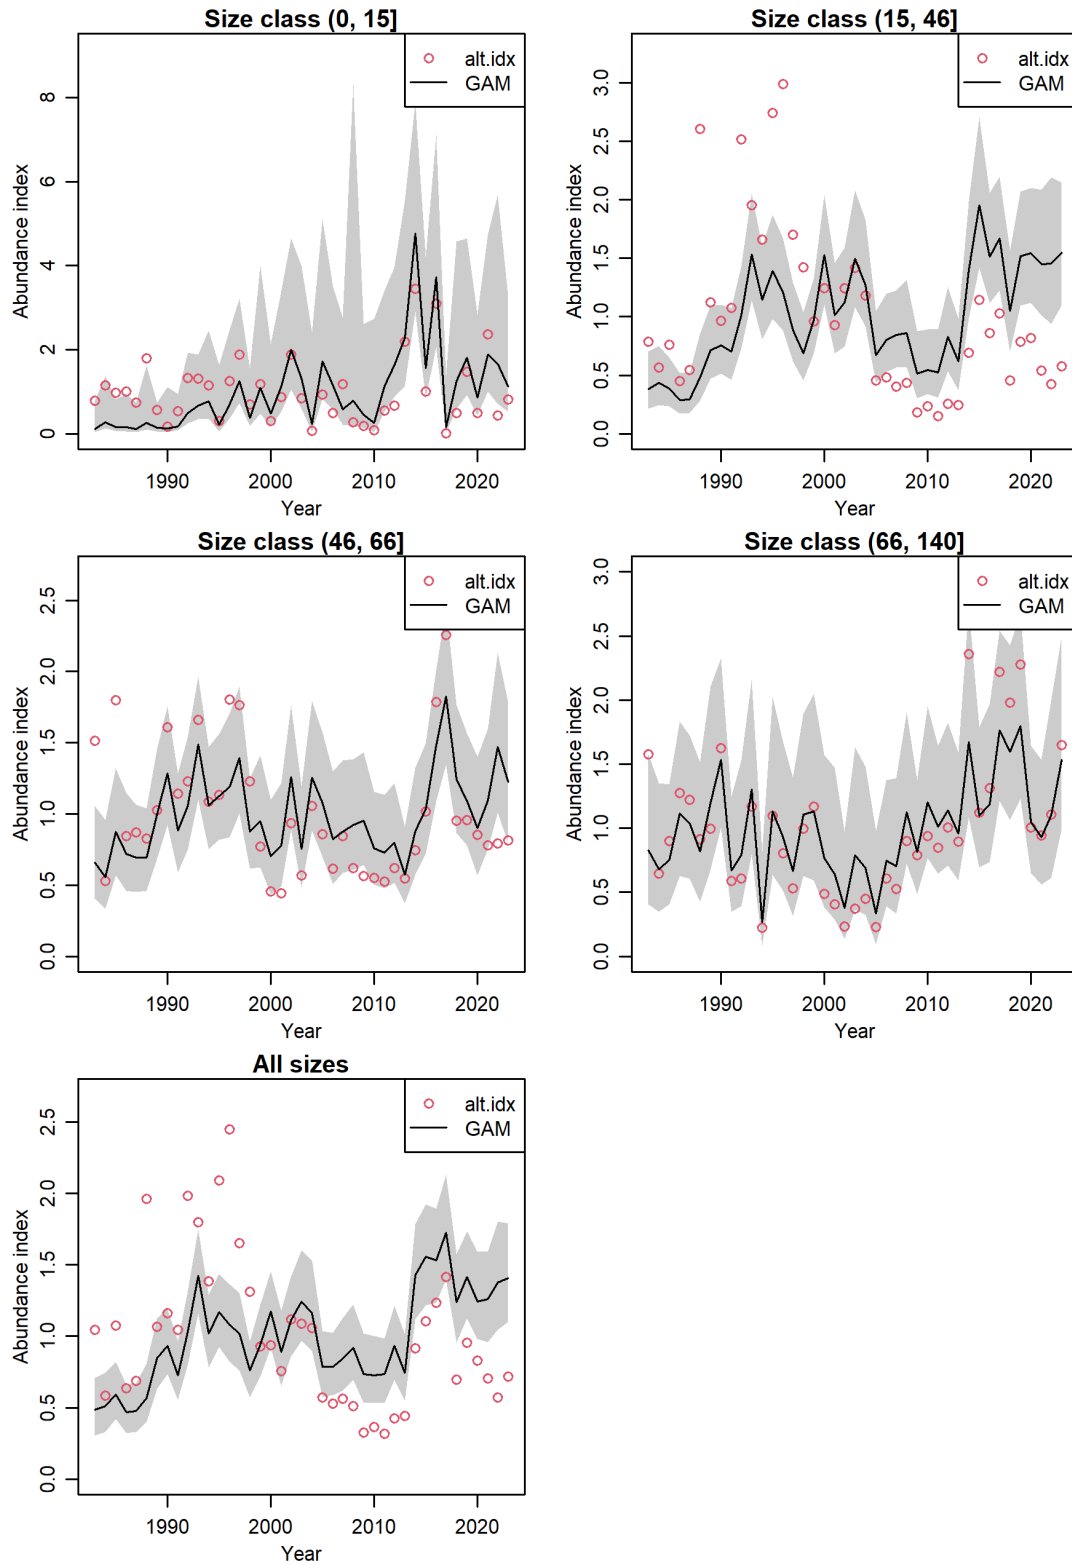 Size class (0, 15]
alt.idx
GAM
Abundance index
8
6
4
2
0
1990 2000 2010 2020
Year
Size class (15, 46]
alt.idx
GAM
Abundance index
3.0
2.5
2.0
1.5
1.0
0.5
0.0
1990 2000 2010 2020
Year
Size class (46, 66]
alt.idx
GAM
Abundance index
2.5
2.0
1.5
1.0
0.5
0.0
1990 2000 2010 2020
Year
Size class (66, 140]
alt.idx
GAM
Abundance index
3.0
2.5
2.0
1.5
1.0
0.5
0.0
1990 2000 2010 2020
Year
All sizes
alt.idx
GAM
Abundance index
2.5
2.0
1.5
1.0
0.5
0.0
1990 2000 2010 2020
Year